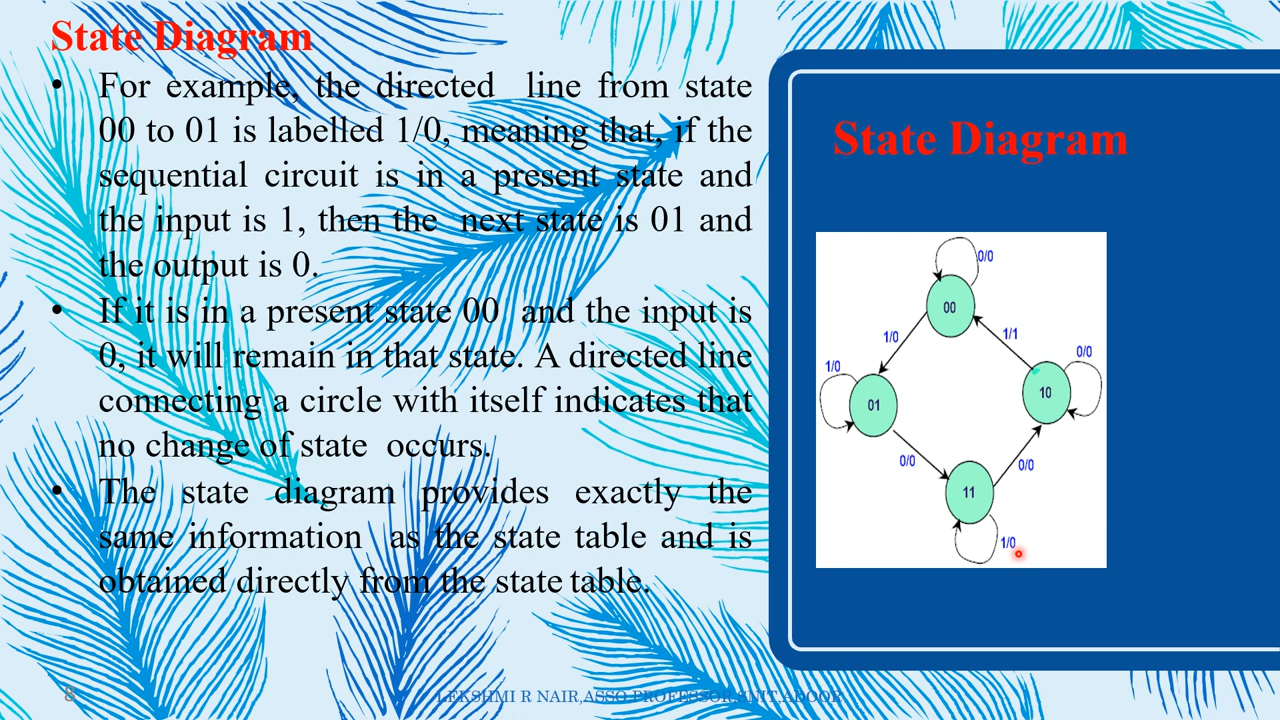 State Diagram
• For example, the directed line from state
00 to 01 is labelled 1/0, meaning that, if the
sequential circuit is in a present state and
the input is 1, then the next state is 01 and
the output is 0.
• If it is in a present state 00 and the input is
0, it will remain in that state. A directed line
connecting a circle with itself indicates that
no change of state occurs.
• The state diagram provides exactly the
same information as the state table and is
obtained directly from the state table.
State Diagram
0/0
00
1/0
1/1
1/0
0/0
01
10
0/0
0/0
11
1/0
8
LEKSHMI R NAIR,ASSO.PROFESSOR,SNIT,ADOOR